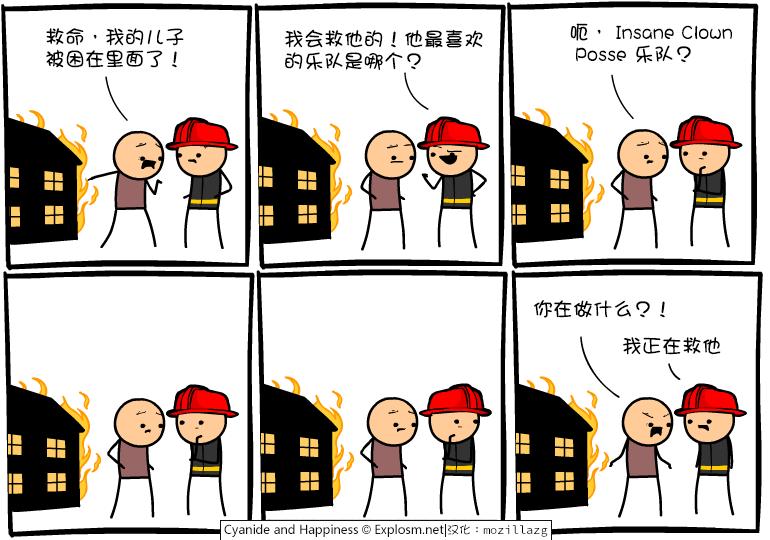 救命，我的儿子
被困在里面了！
我会救他的！他最喜欢
的乐队是哪个？
呃， Insane Clown
Posse 乐队？
你在做什么？！
我正在救他
Cyanide and Happiness © Explosm.net|汉化：mozillazg